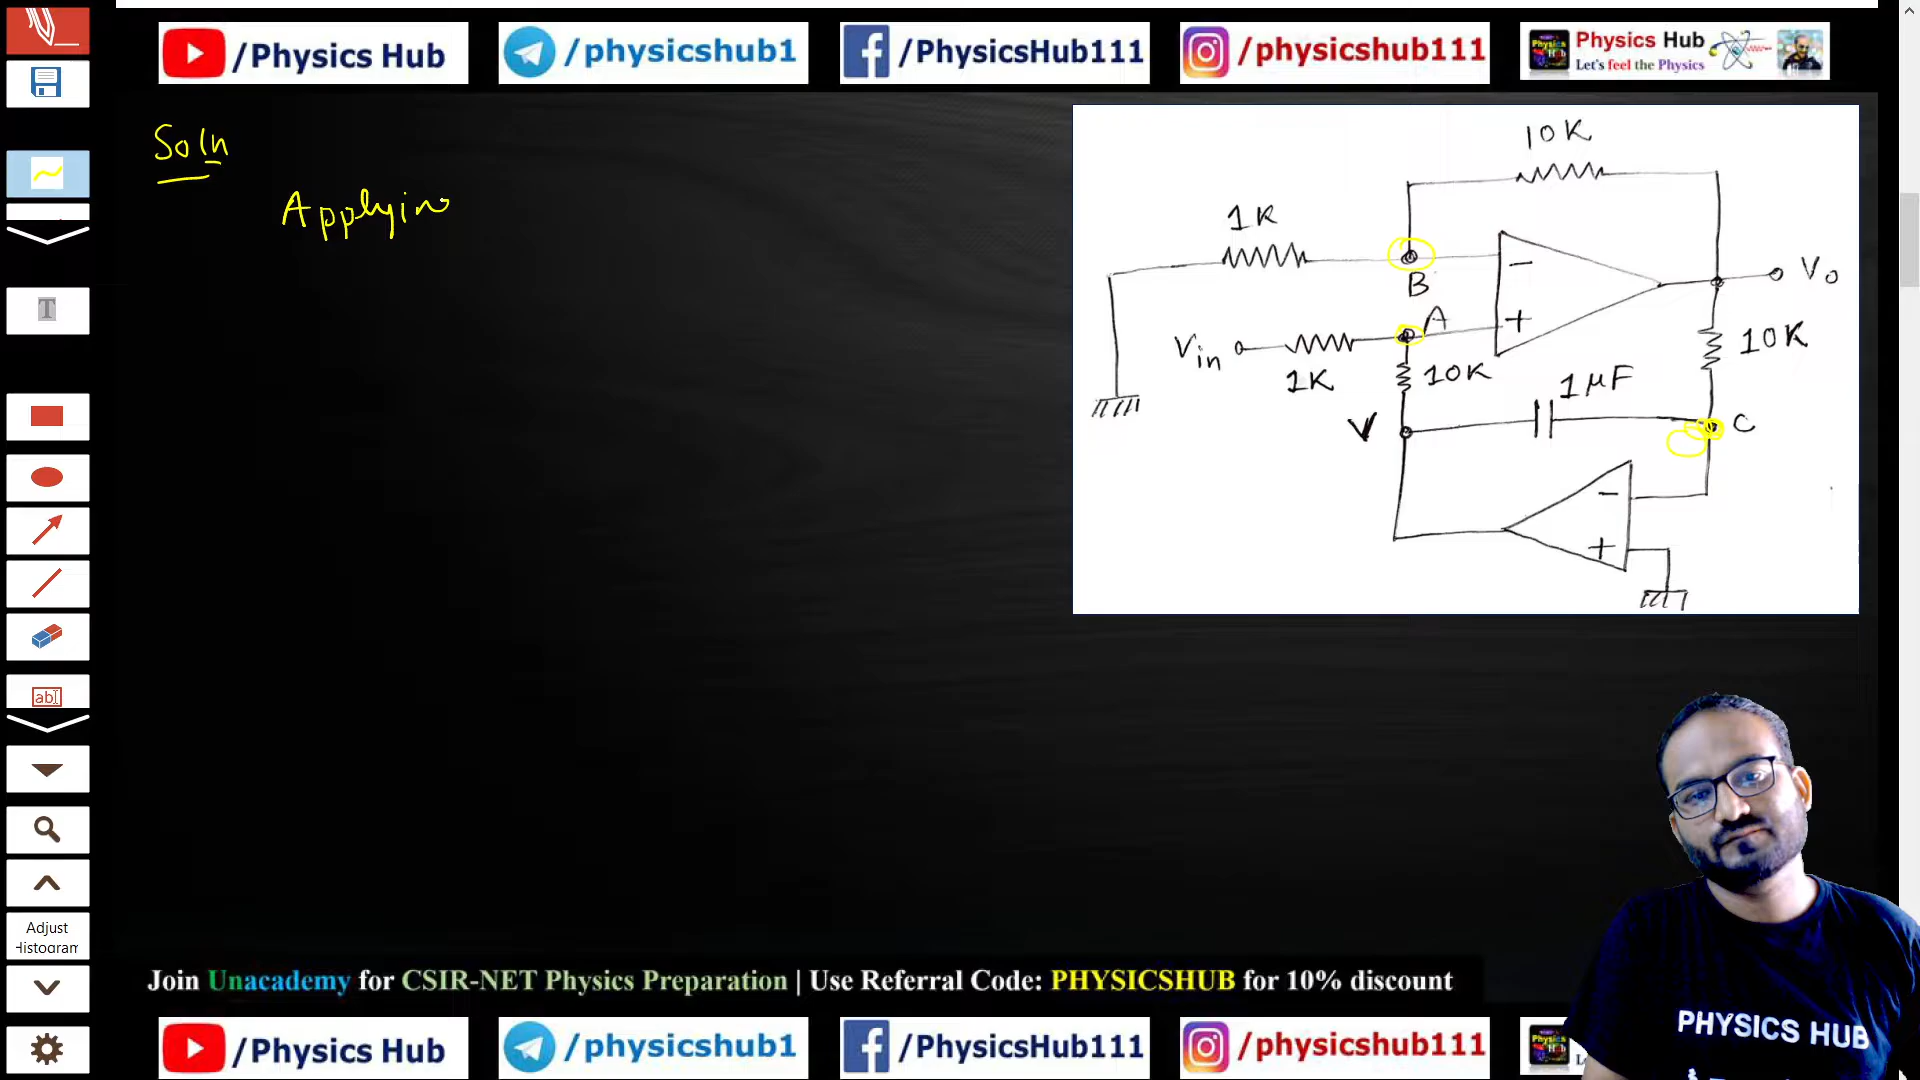 /Physics Hub
/physicshub1
/PhysicsHub111
/physicshub111
Physics Hub
Let's feel the Physics
Soln
Applyin
10K
1K
B
Vo
A
Vin
1K
10K
10K
1μF
V
C
-
+
-
+
T
ab
Adjust
Histogram
Join Unacademy for CSIR-NET Physics Preparation | Use Referral Code: PHYSICSHUB for 10% discount
/Physics Hub
/physicshub1
/PhysicsHub111
/physicshub111
PHYSICS HUB